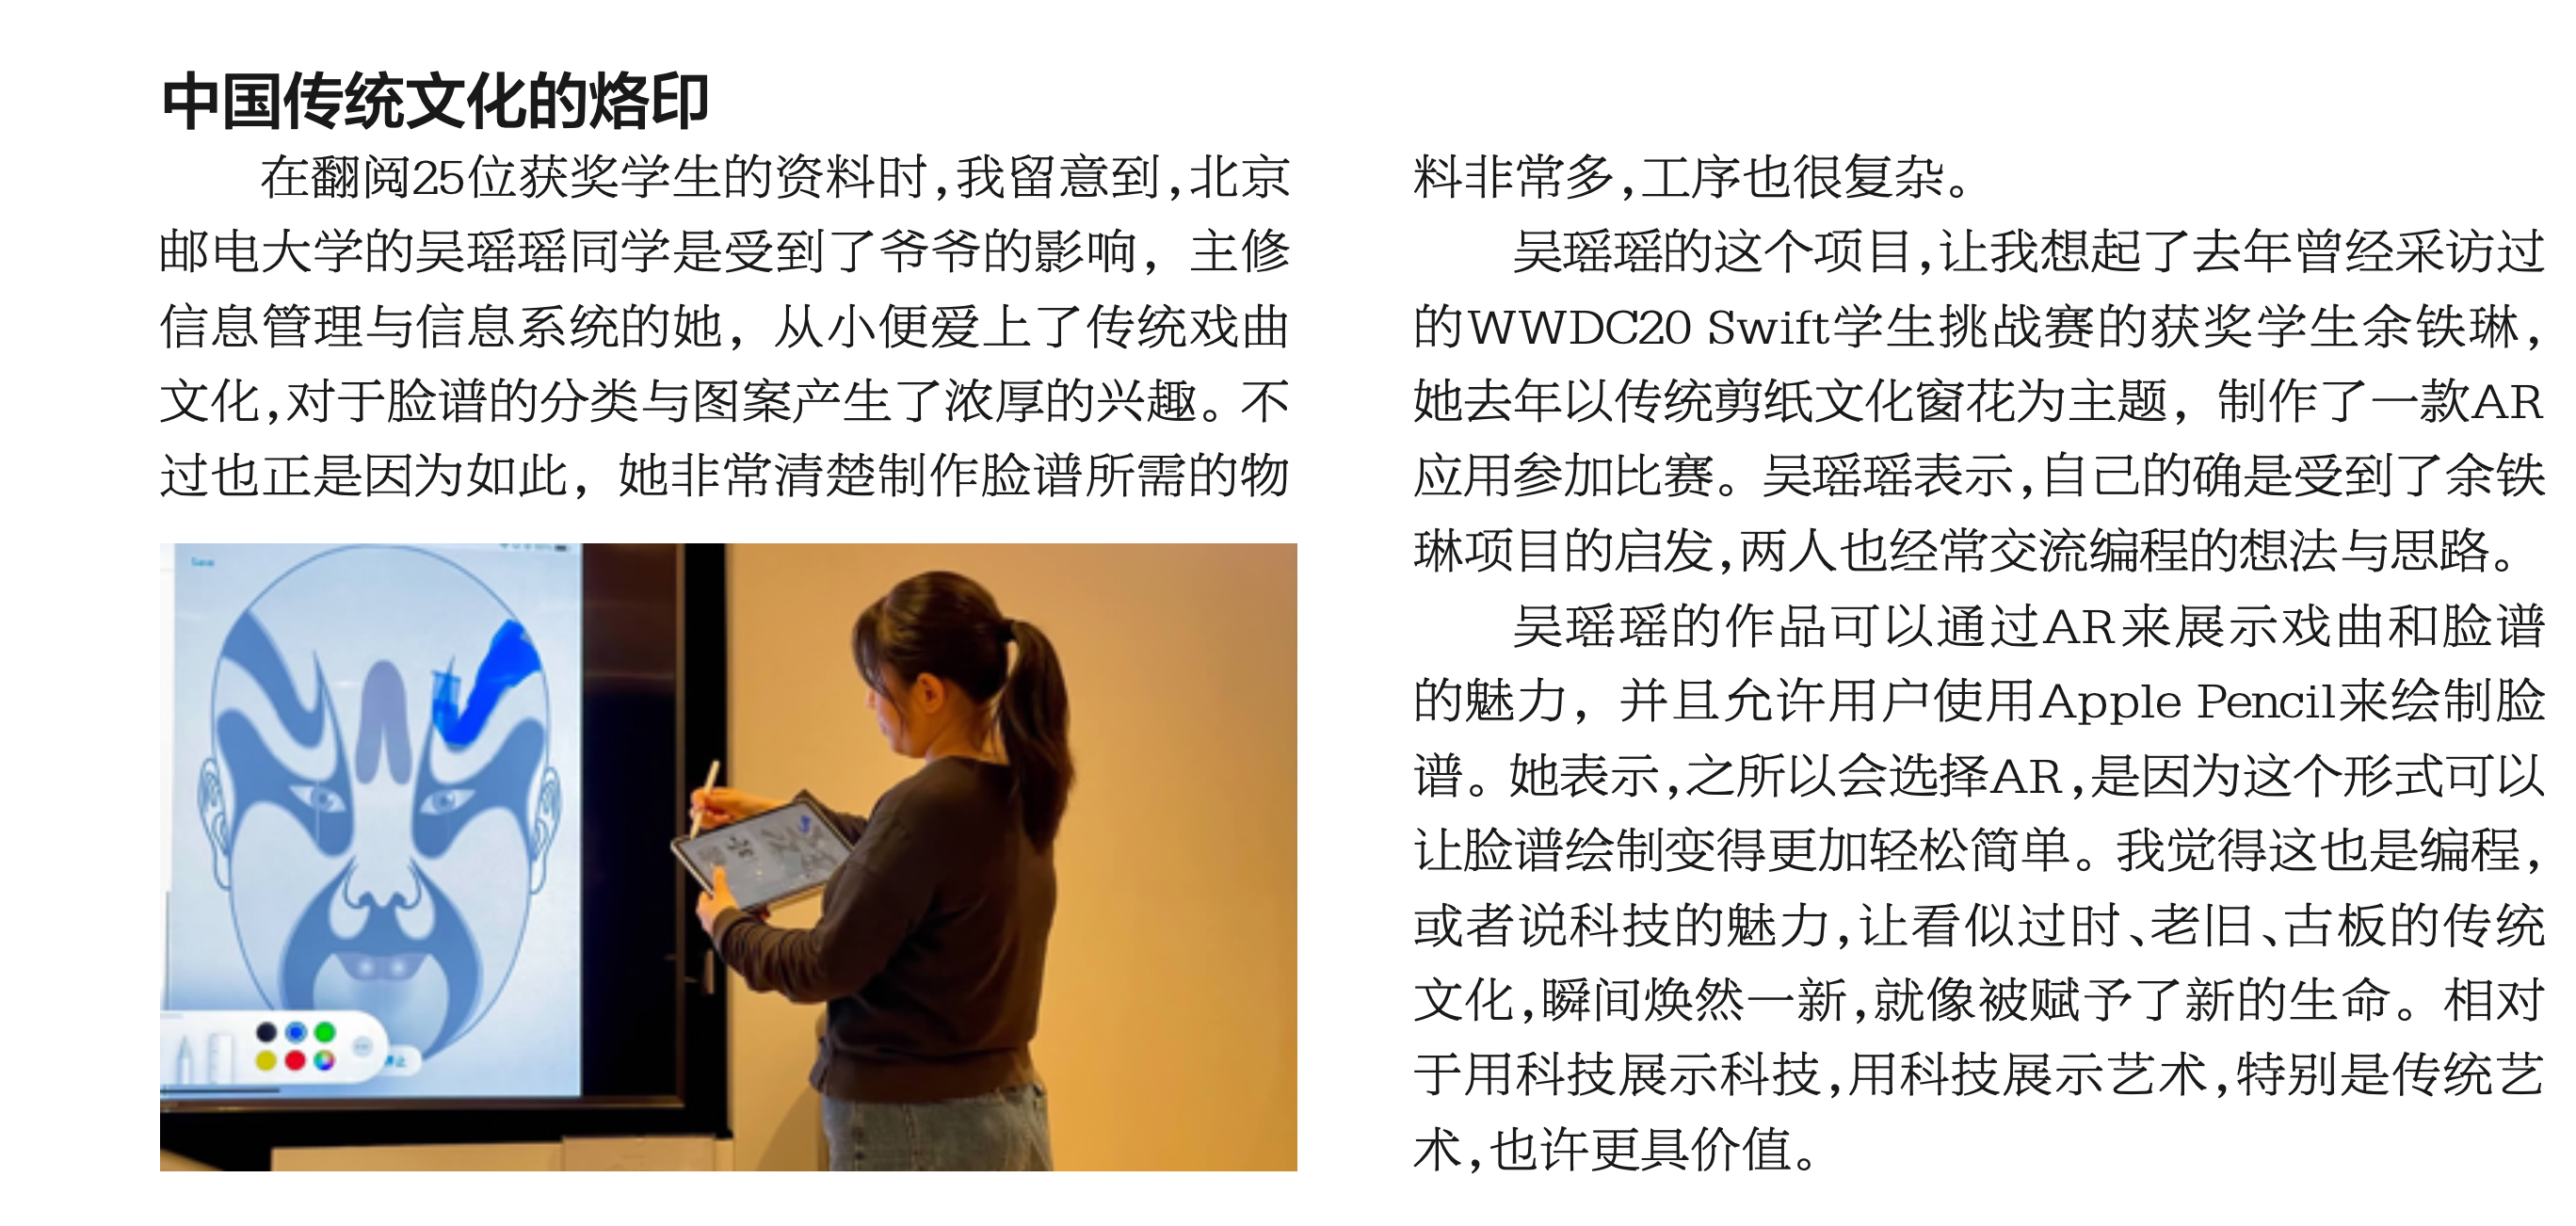 中国传统文化的烙印
在翻阅25位获奖学生的资料时,我留意到,北京
邮电大学的吴瑶瑶同学是受到了爷爷的影响，主修
信息管理与信息系统的她，从小便爱上了传统戏曲
文化,对于脸谱的分类与图案产生了浓厚的兴趣。不
过也正是因为如此，她非常清楚制作脸谱所需的物
Save
料非常多,工序也很复杂。
吴瑶瑶的这个项目,让我想起了去年曾经采访过
的WWDC20 Swift学生挑战赛的获奖学生余铁琳,
她去年以传统剪纸文化窗花为主题，制作了一款AR
应用参加比赛。吴瑶瑶表示,自己的确是受到了余铁
琳项目的启发,两人也经常交流编程的想法与思路。
吴瑶瑶的作品可以通过AR来展示戏曲和脸谱
的魅力，并且允许用户使用Apple Pencil来绘制脸
谱。她表示,之所以会选择AR,是因为这个形式可以
让脸谱绘制变得更加轻松简单。我觉得这也是编程,
或者说科技的魅力,让看似过时、老旧、古板的传统
文化,瞬间焕然一新,就像被赋予了新的生命。相对
于用科技展示科技,用科技展示艺术,特别是传统艺
术,也许更具价值。